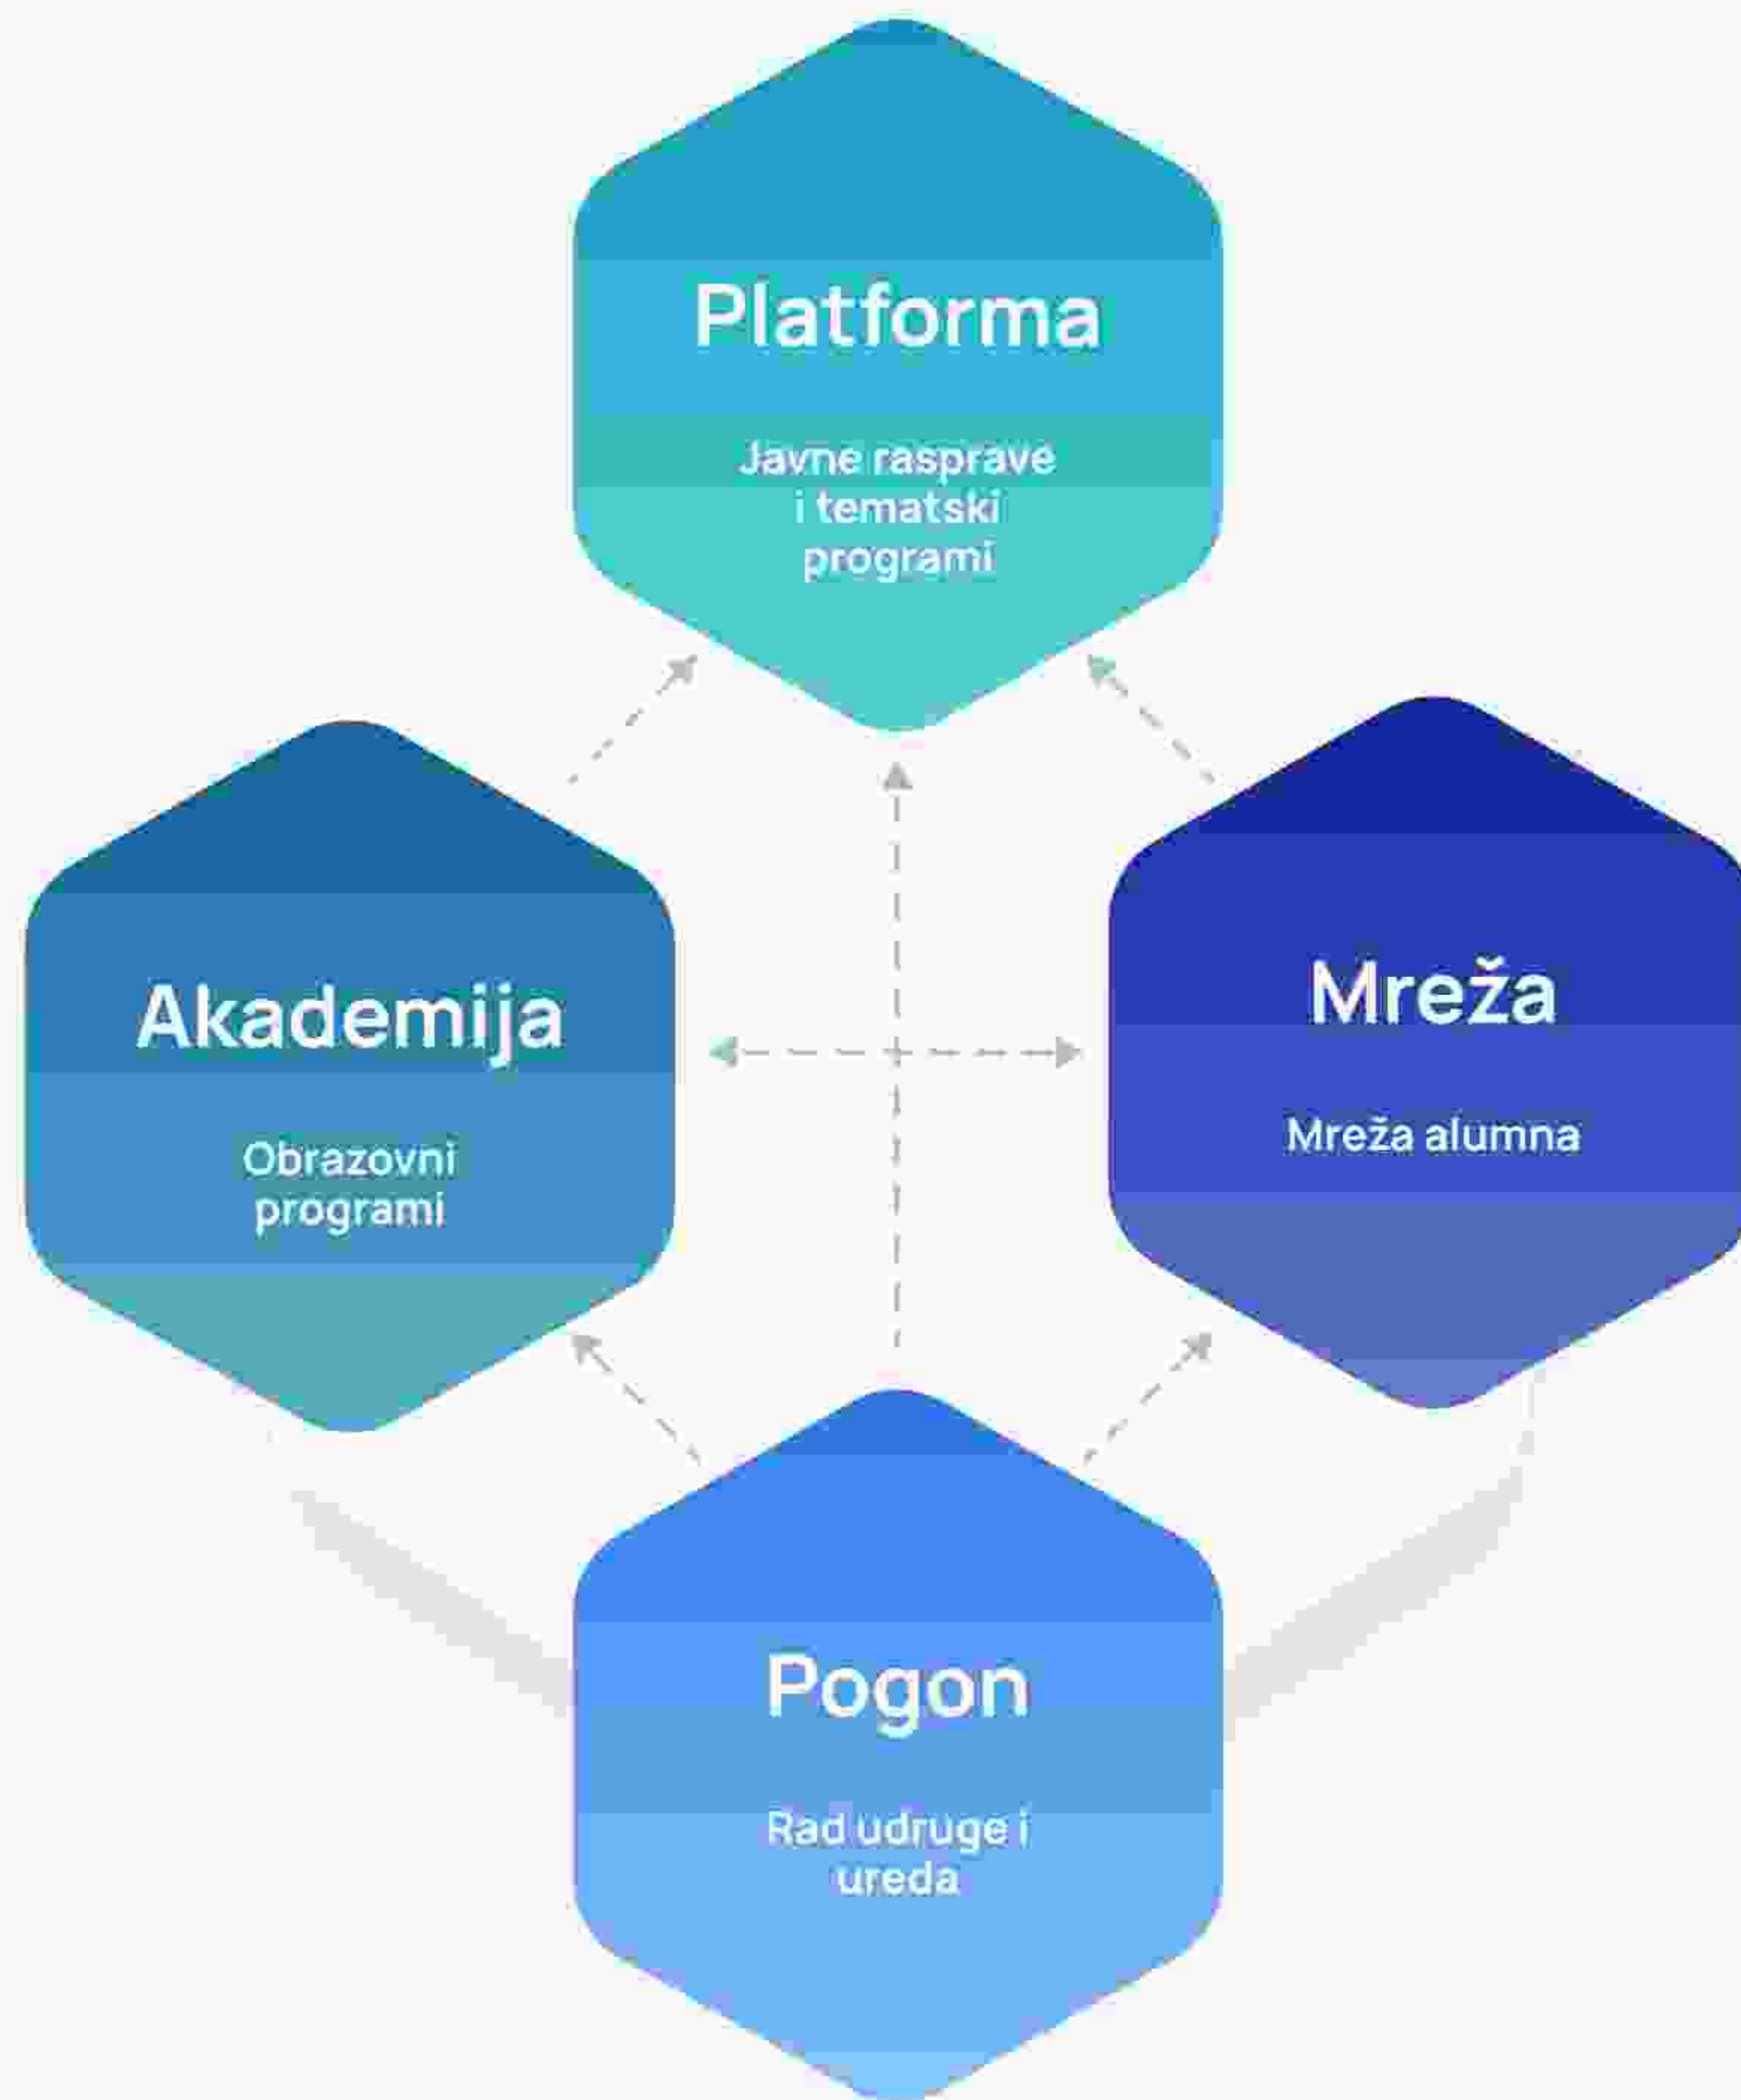 Platforma
Javne rasprave
i tematski
programi
Akademija
Obrazovni
programi
Mreža
Mreža alumna
Pogon
Rad udruge i
ureda